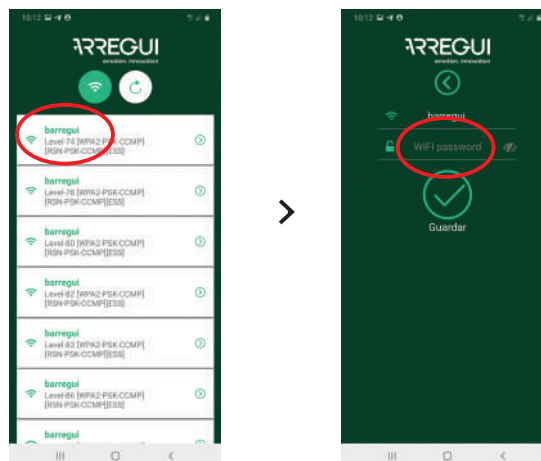 10:12
ARREGUI
emotion. innovation
barregui
Level-74 [WPA2-PSK-CCMP]
[RSN-PSK-CCMP][ESS]
barregui
Level-78 [WPA2-PSK-CCMP]
[RSN-PSK-CCMP][ESS]
barregui
Level-80 [WPA2-PSK-CCMP]
[RSN-PSK-CCMP][ESS]
barregui
Level-82 [WPA2-PSK-CCMP]
[RSN-PSK-CCMP][ESS]
barregui
Level-83 [WPA2-PSK-CCMP]
[RSN-PSK-CCMP][ESS]
barregui
Level-86 [WPA2-PSK-CCMP]
[RSN-PSK-CCMP][ESS]
barregui
>
10:12
ARREGUI
emotion. innovation
barregui
WIFI password
Guardar